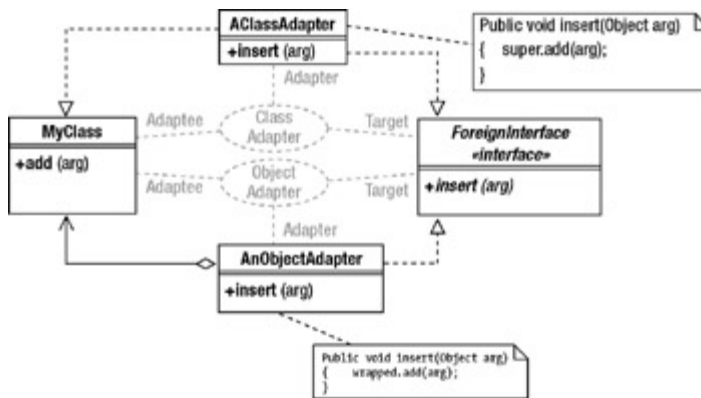 AClassAdapter
+insert (arg)
Public void insert(Object arg)
{ super.add(arg);
}
Adapter
MyClass
+add (arg)
Adaptee
Class
Adapter
Target
ForeignInterface
«interface»
+insert (arg)
Adaptee
Object
Adapter
Target
Adapter
AnObjectAdapter
+insert (arg)
Public void insert(Object arg)
{ wrapped.add(arg);
}